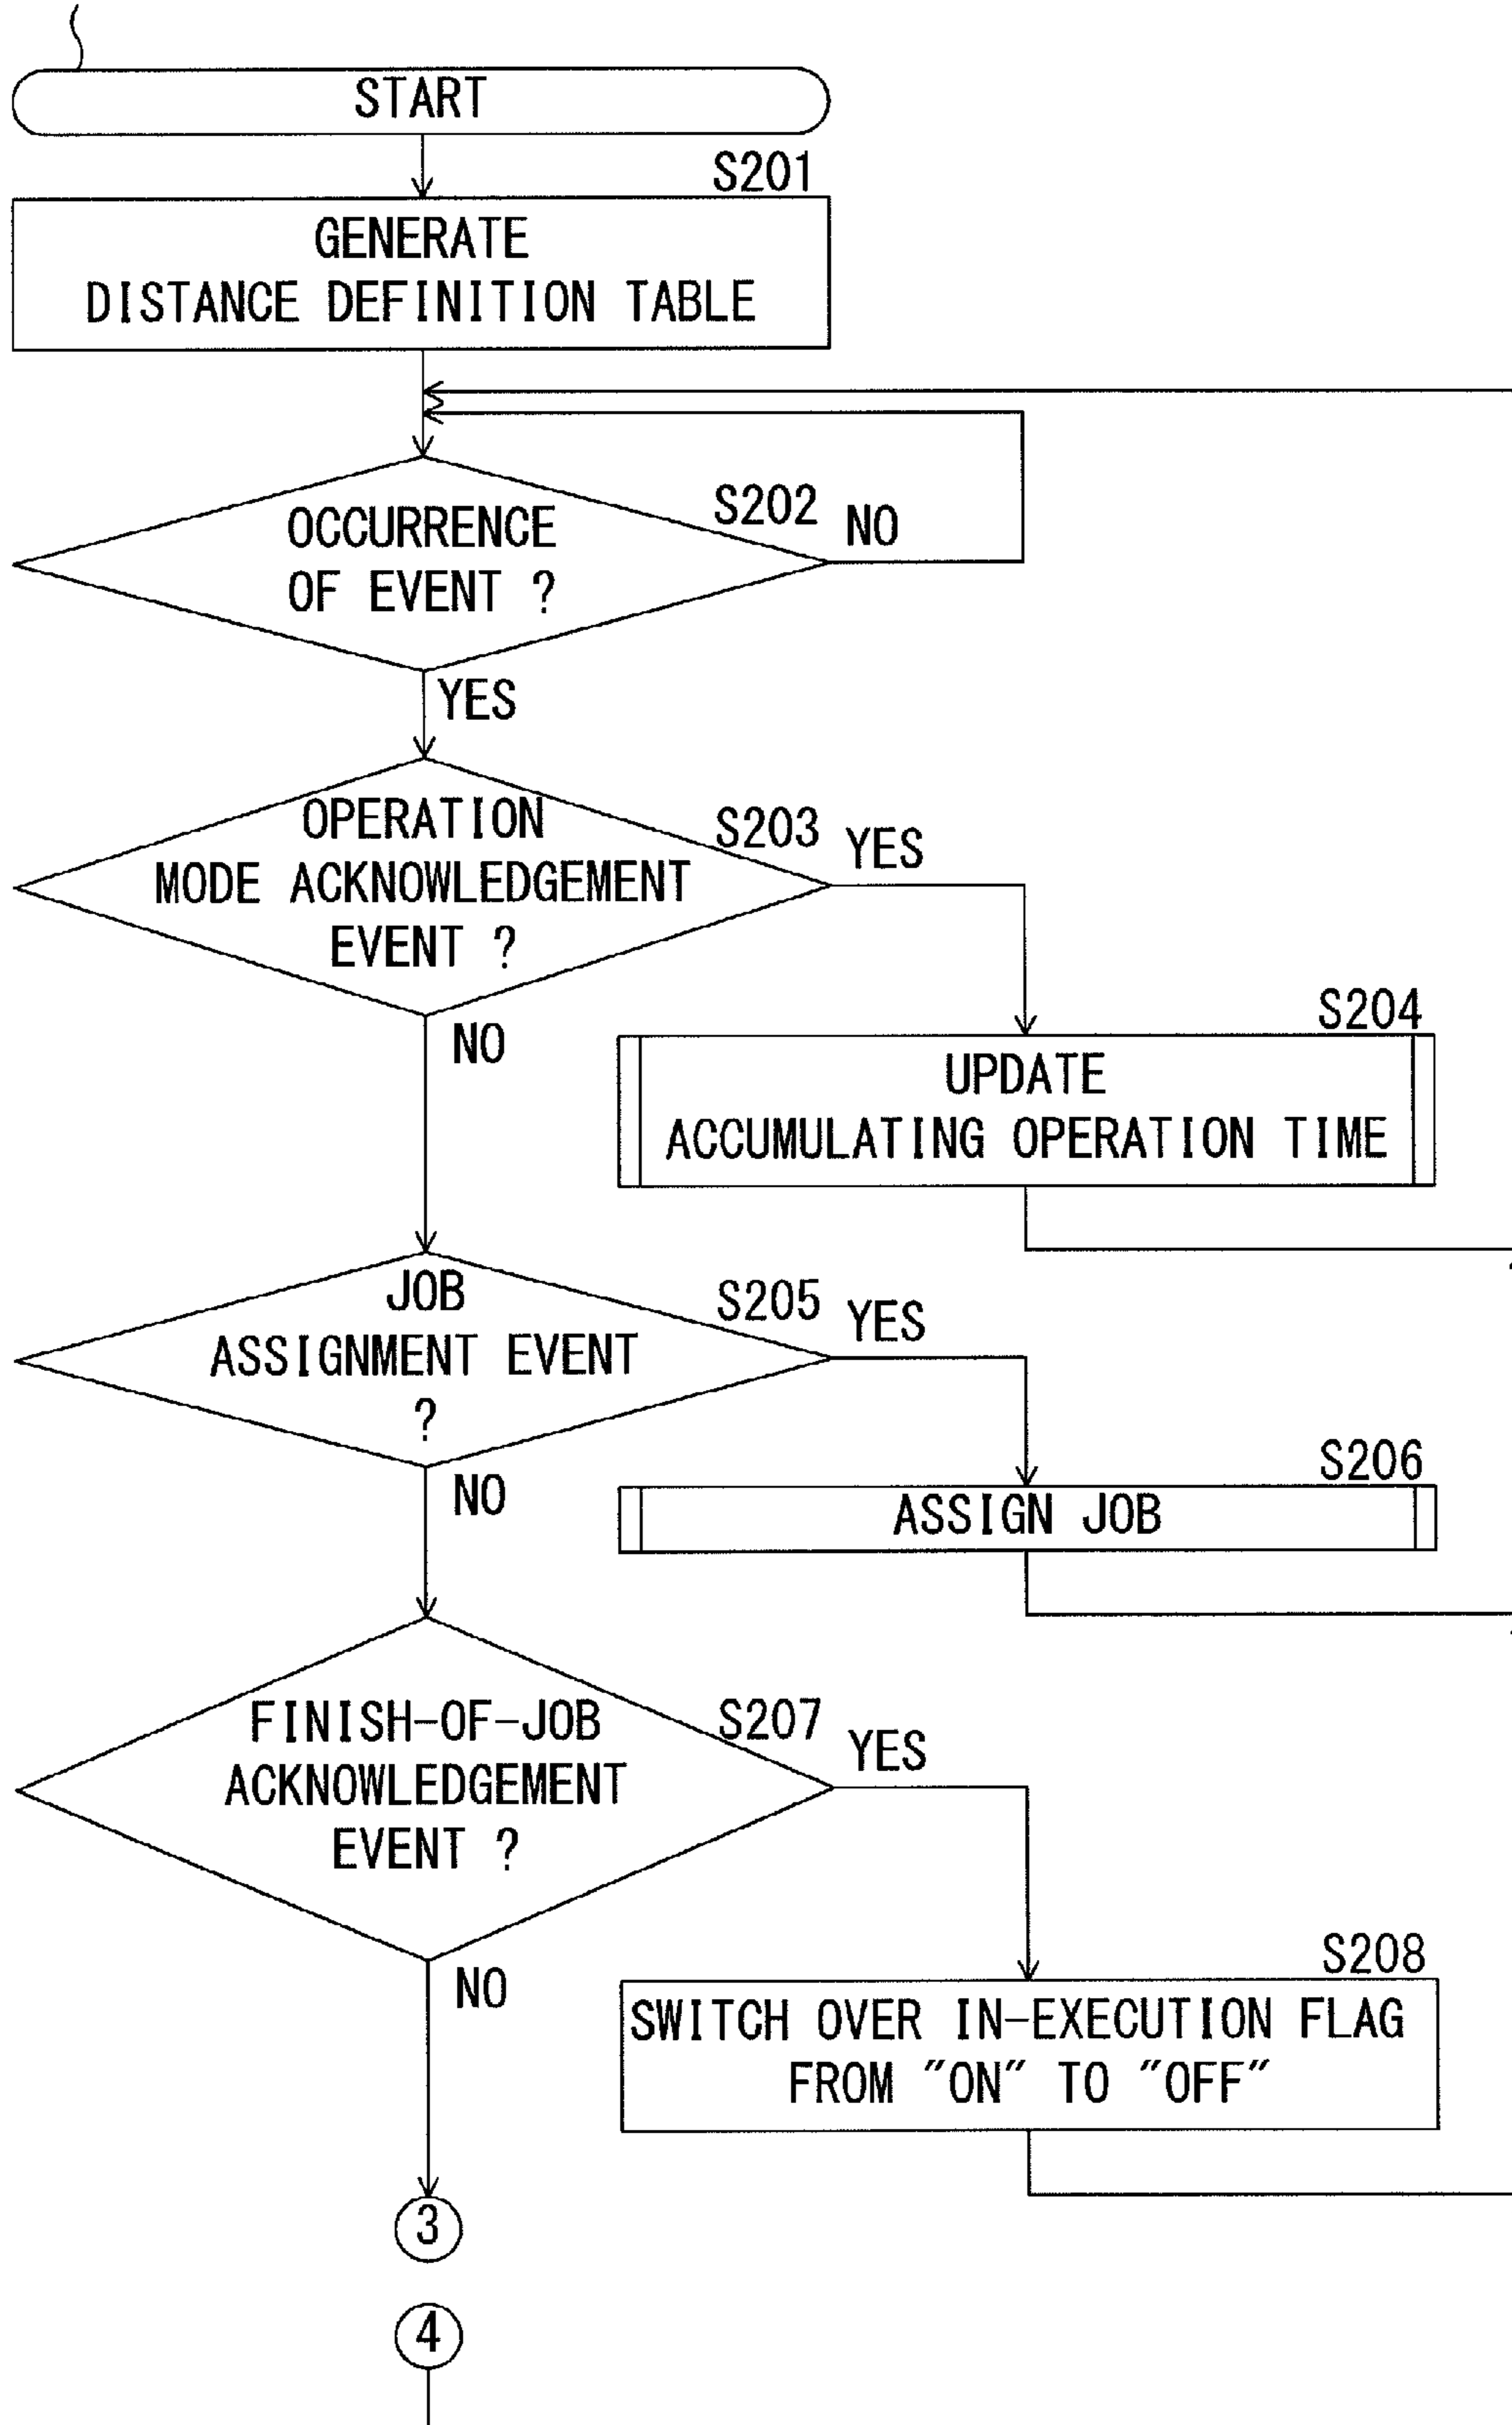 START
S201
GENERATE
DISTANCE DEFINITION TABLE
S202
NO
OCCURRENCE
OF EVENT ?
YES
OPERATION
MODE ACKNOWLEDGEMENT
EVENT ?
S203
YES
NO
S204
UPDATE
ACCUMULATING OPERATION TIME
JOB
ASSIGNMENT EVENT
?
S205
YES
NO
S206
ASSIGN JOB
FINISH-OF-JOB
ACKNOWLEDGEMENT
EVENT ?
S207
YES
NO
S208
SWITCH OVER IN-EXECUTION FLAG
FROM "ON" TO "OFF"
3
4